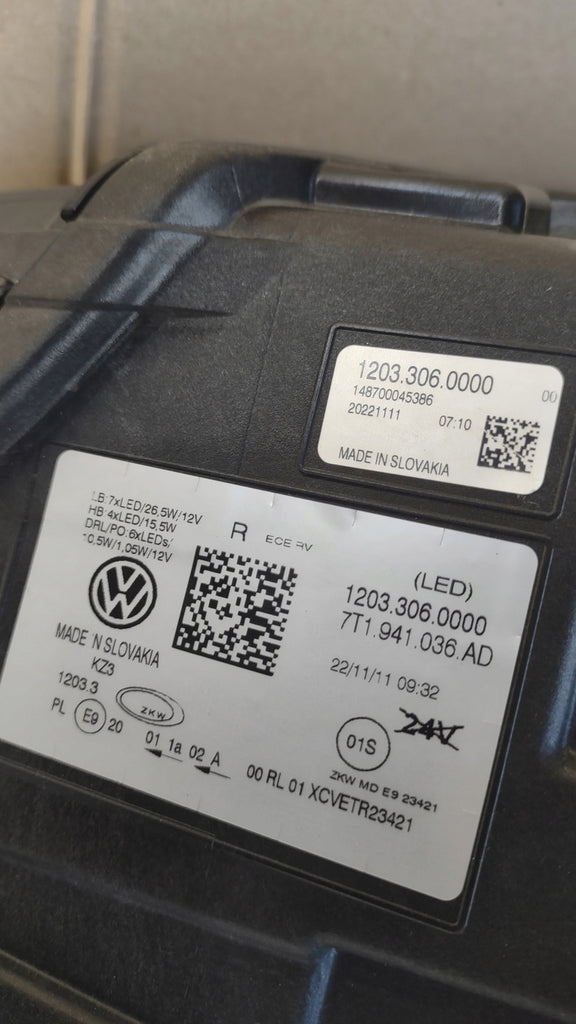 1203.306.0000 00
148700045386
20221111 07:10
MADE IN SLOVAKIA
LB:7xLED/26,5W/12V
HB:4xLED/15,5W
DRL/PO:6xLEDs/
10,5W/1,05W/12V
R ECE RV
(LED)
1203.306.0000
7T1.941.036.AD
MADE IN SLOVAKIA
KZ3
1203.3
22/11/11 09:32
ZKW
24V
PL E9 20
01S
01 1a 02 A
ZKW MD E9 23421
00 RL 01 XCVETR23421